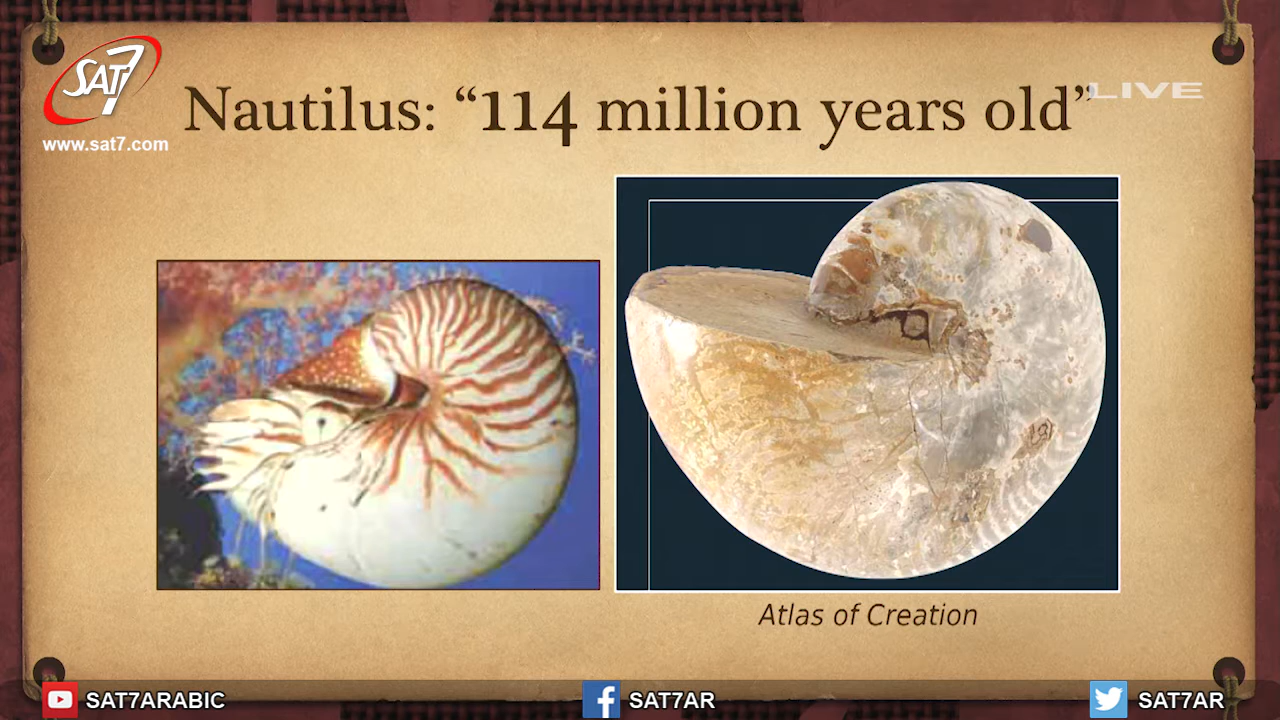 SAT7
www.sat7.com
Nautilus: “114 million years old”
LIVE
Atlas of Creation
SAT7ARABIC
SAT7AR
SAT7AR